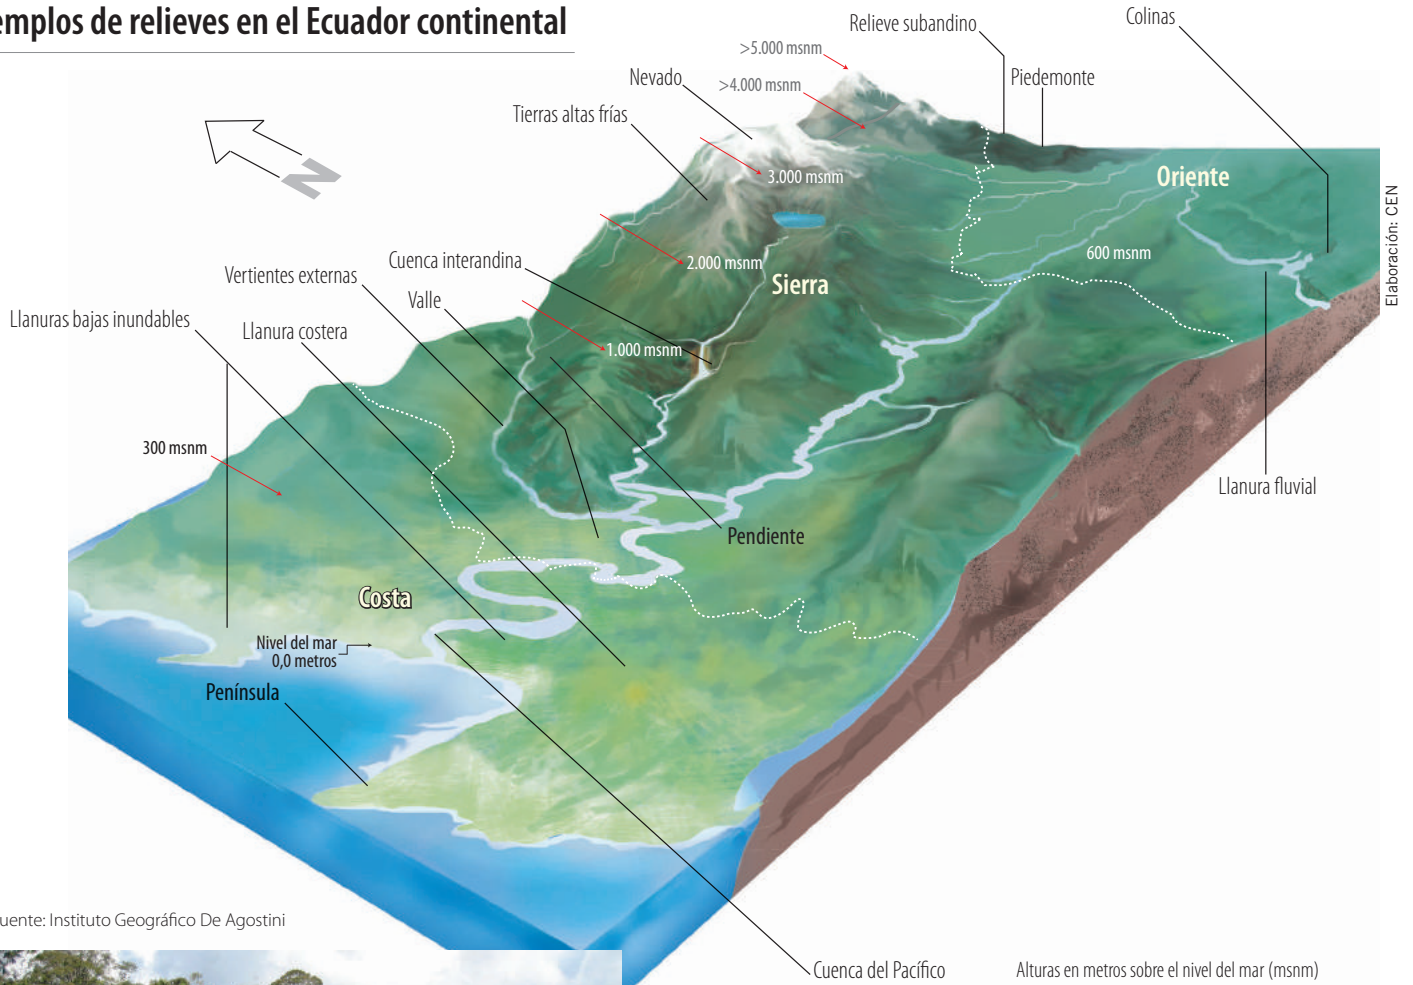 emplos de relieves en el Ecuador continental
Colinas
Relieve subandino
>5.000 msnm
Nevado
Piedemonte
>4.000 msnm
Tierras altas frías
N
3.000 msnm
Oriente
Elaboración: CEN
2.000 msnm
Cuenca interandina
600 msnm
Vertientes externas
Sierra
Valle
Llanuras bajas inundables
Llanura costera
1.000 msnm
300 msnm
Llanura fluvial
Pendiente
Costa
Nivel del mar
0,0 metros
Península
uente: Instituto Geográfico De Agostini
Cuenca del Pacífico
Alturas en metros sobre el nivel del mar (msnm)